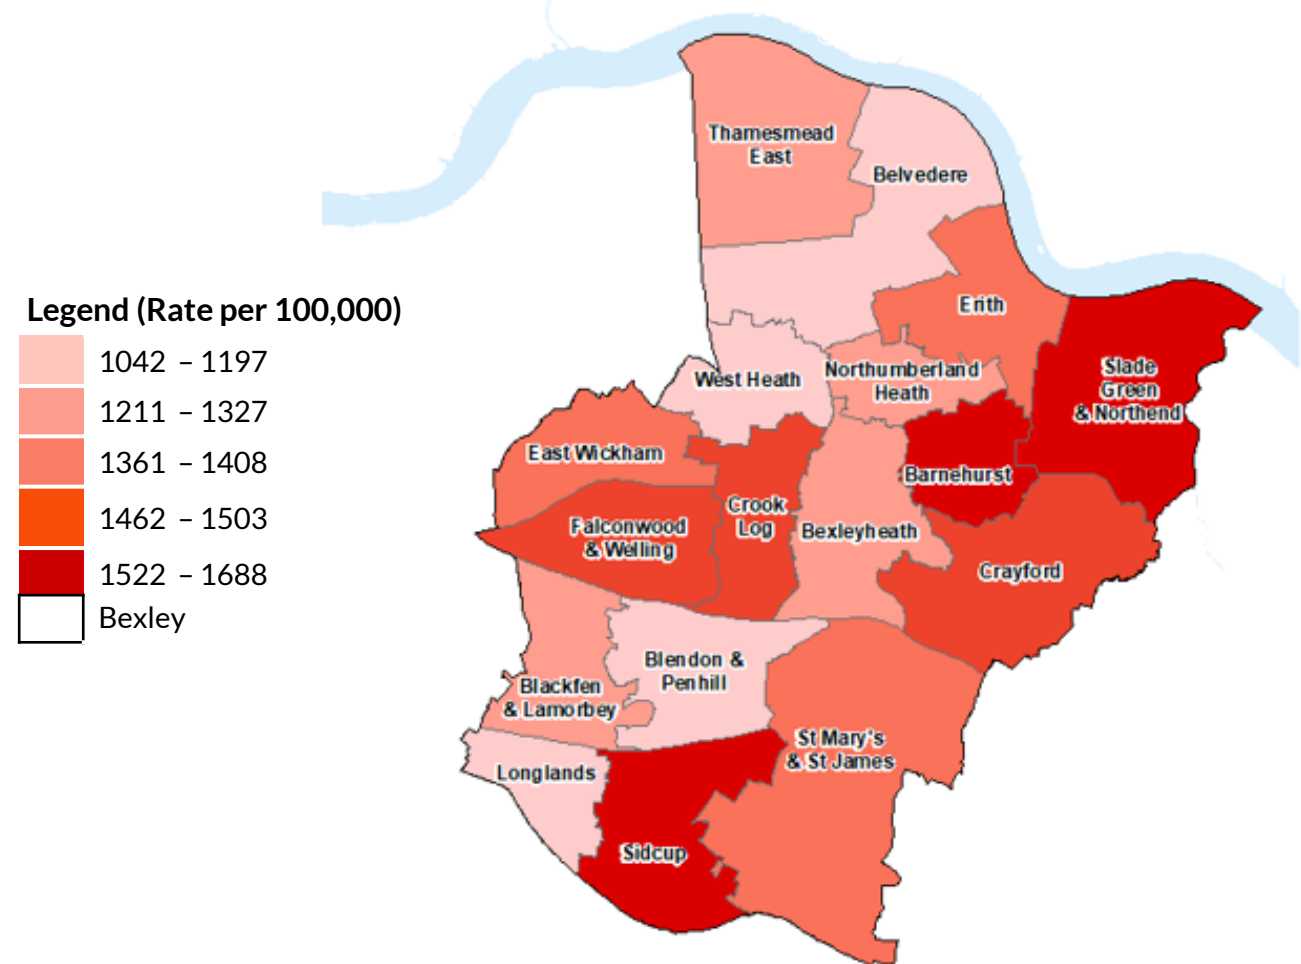 Legend (Rate per 100,000)
1042 – 1197
1211 – 1327
1361 – 1408
1462 – 1503
1522 – 1688
Bexley
Thamesmead
East
Belvedere
Erith
Slade
Green
& Northend
West Heath
Northumberland
Heath
East Wickham
Barnehurst
Crook
Log
Falconwood
& Welling
Bexleyheath
Crayford
Blendon &
Penhill
Blackfen
& Lamorbey
St Mary's
& St James
Longlands
Sidcup